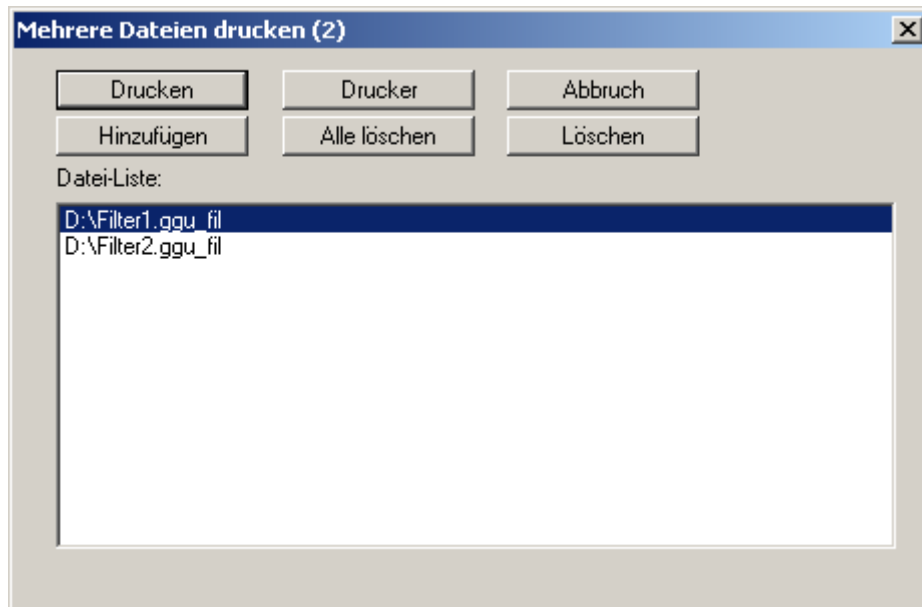 Mehrere Dateien drucken (2)
Drucken Drucker Abbruch
Hinzufügen Alle löschen Löschen
Datei-Liste:
D:\Filter1.ggu_fil
D:\Filter2.ggu_fil